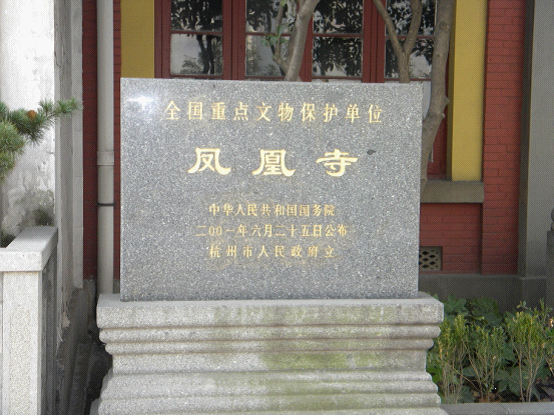 全国重点文物保护单位
凤凰寺
中华人民共和国国务院
二〇〇一年六月二十五日公布
杭州市人民政府立